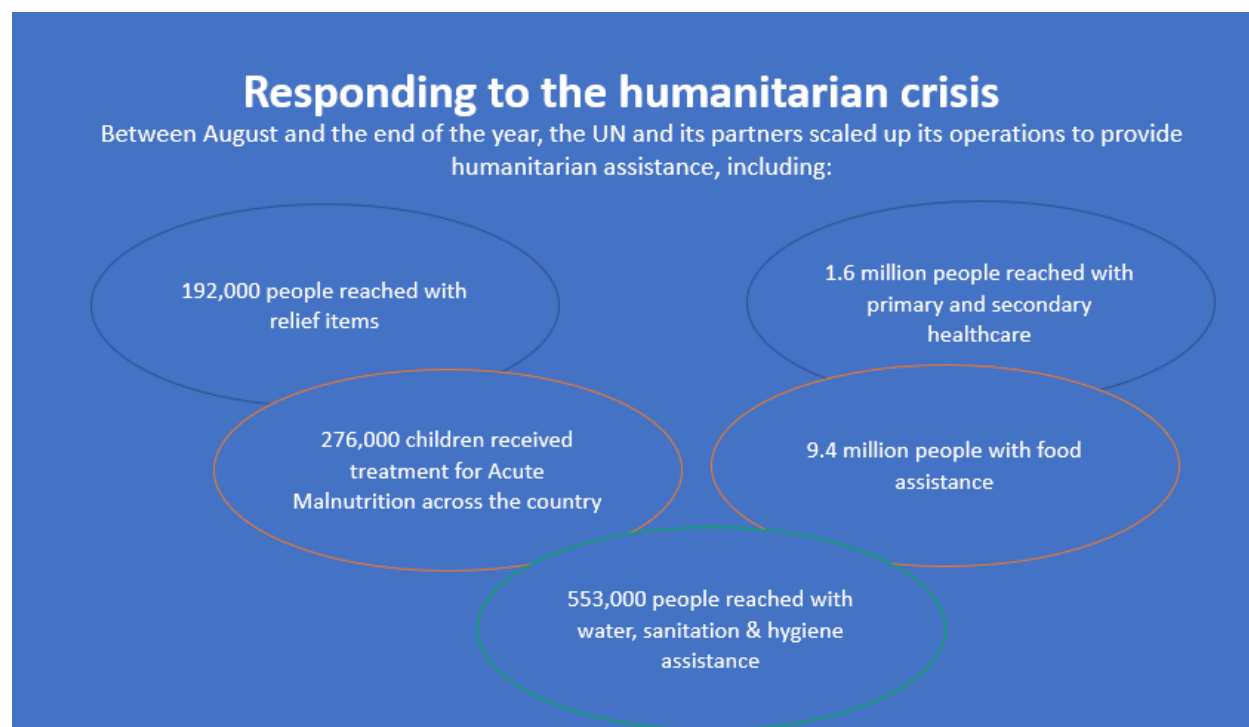 Responding to the humanitarian crisis
Between August and the end of the year, the UN and its partners scaled up its operations to provide
humanitarian assistance, including:
192,000 people reached with
relief items
1.6 million people reached with
primary and secondary
healthcare
276,000 children received
treatment for Acute
Malnutrition across the country
9.4 million people with food
assistance
553,000 people reached with
water, sanitation & hygiene
assistance